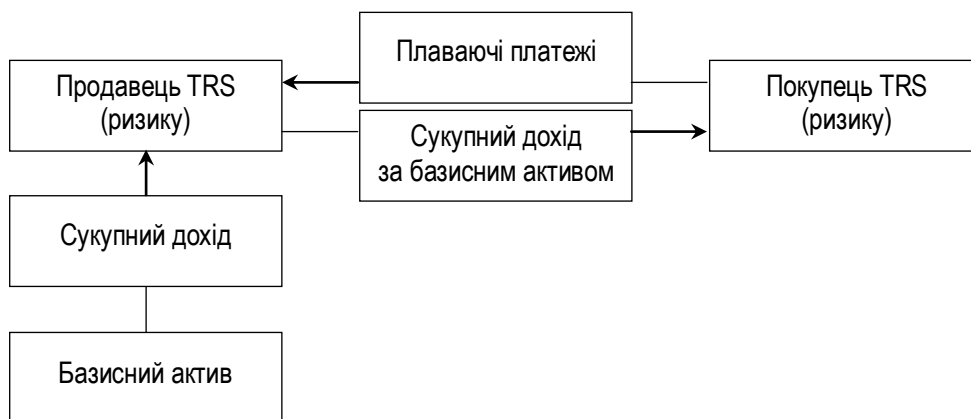 Плаваючі платежі
Продавець TRS
(ризику)
Покупець TRS
(ризику)
Сукупний дохід
за базисним активом
Сукупний дохід
Базисний актив